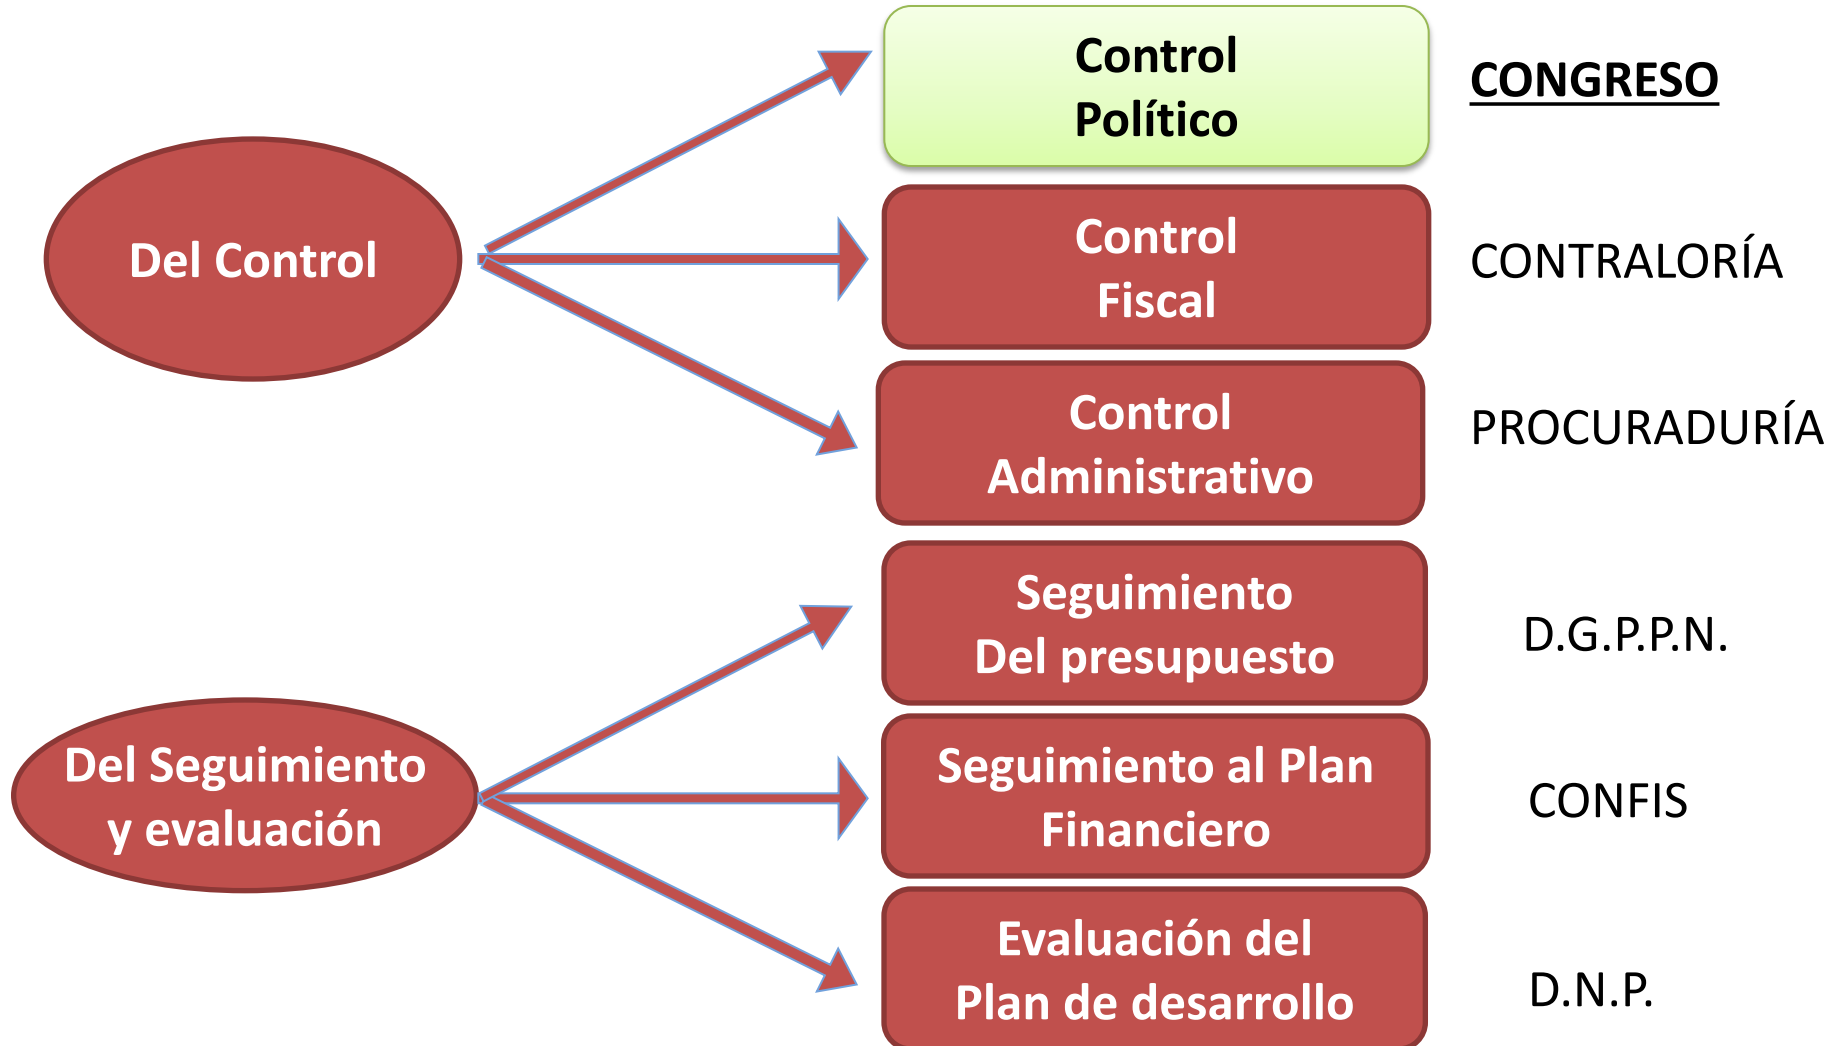 Del Control
Control
Político
CONGRESO
Control
Fiscal
CONTRALORÍA
Control
Administrativo
PROCURADURÍA
Del Seguimiento
y evaluación
Seguimiento
Del presupuesto
D.G.P.P.N.
Seguimiento al Plan
Financiero
CONFIS
Evaluación del
Plan de desarrollo
D.N.P.